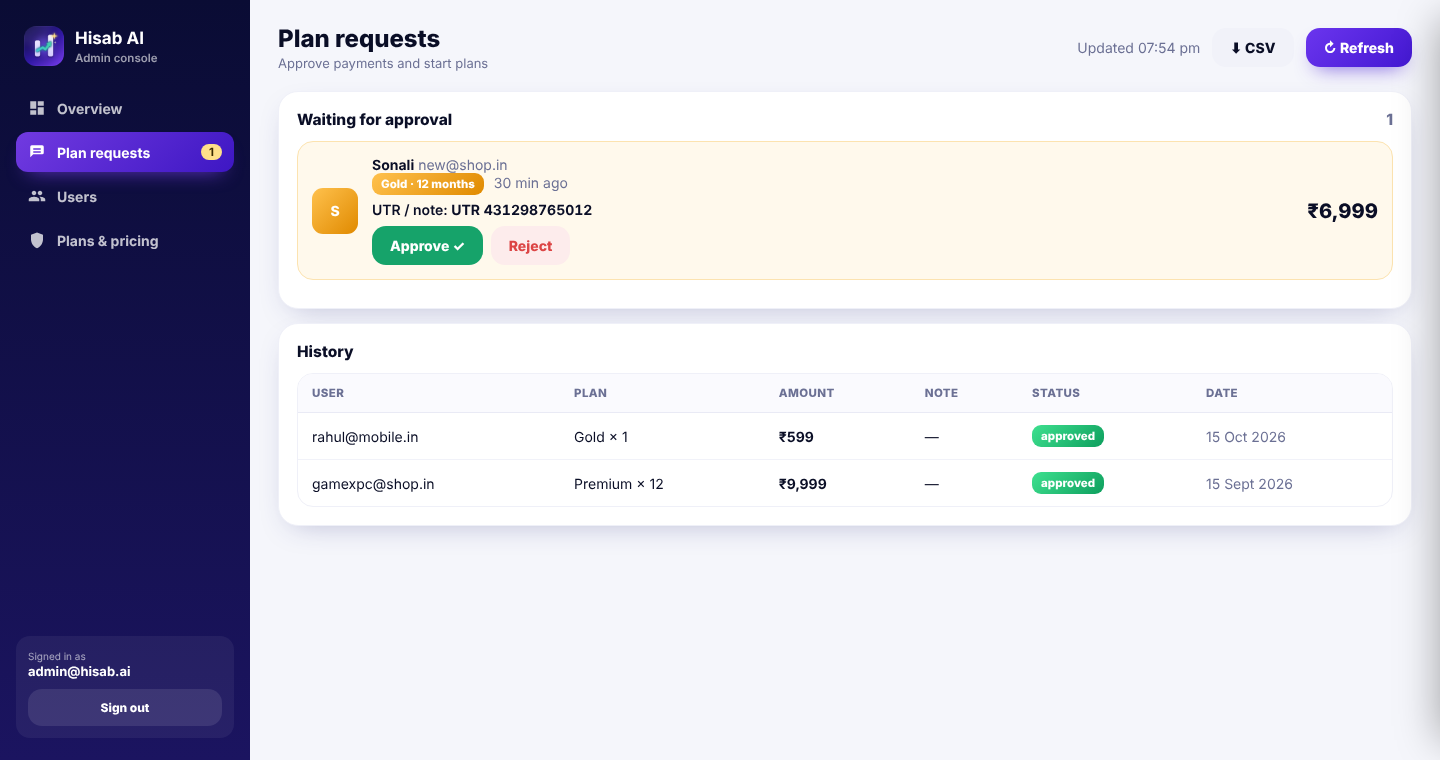 Hisab AI
Admin console
Overview
Plan requests 1
Users
Plans & pricing
Signed in as
admin@hisab.ai
Sign out
Plan requests
Approve payments and start plans
Updated 07:54 pm
⬇ CSV
↻ Refresh
Waiting for approval 1
S
Sonali new@shop.in
Gold · 12 months 30 min ago
UTR / note: UTR 431298765012
₹6,999
Approve ✓ Reject
History
USER PLAN AMOUNT NOTE STATUS DATE
rahul@mobile.in Gold × 1 ₹599 — approved 15 Oct 2026
gamexpc@shop.in Premium × 12 ₹9,999 — approved 15 Sept 2026